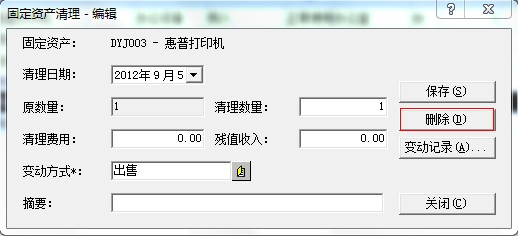 固定资产清理 - 编辑
固定资产: DYJ003 - 惠普打印机
清理日期: 2012年 9月 5
保存(S)
原数量: 1 清理数量: 1
删除(D)
清理费用: 0.00 残值收入: 0.00
变动记录(A)...
变动方式*: 出售
摘要:
关闭(C)